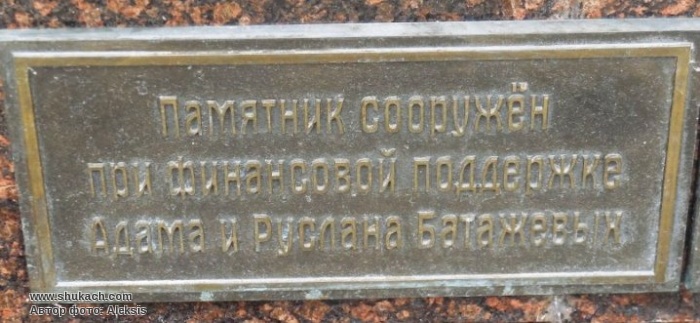 Памятник сооружён
при финансовой поддержке
Адама и Руслана Батажевых
www.shukach.com
Автор фото: Aleksis